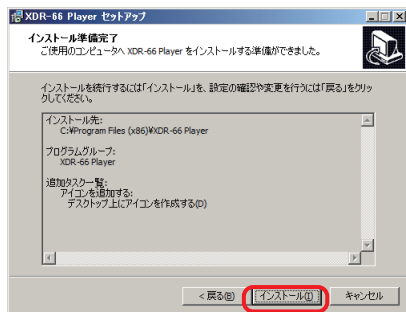 XDR-66 Player セットアップ
インストール準備完了
ご使用のコンピュータへ XDR-66 Player をインストールする準備ができました。
インストールを続行するには「インストール」を、設定の確認や変更を行うには「戻る」をクリッ
クしてください。
インストール先:
C:¥Program Files (x86)¥XDR-66 Player
プログラムグループ:
XDR-66 Player
追加タスク一覧:
アイコンを追加する:
デスクトップ上にアイコンを作成する(D)
< 戻る(B)
インストール(I)
キャンセル